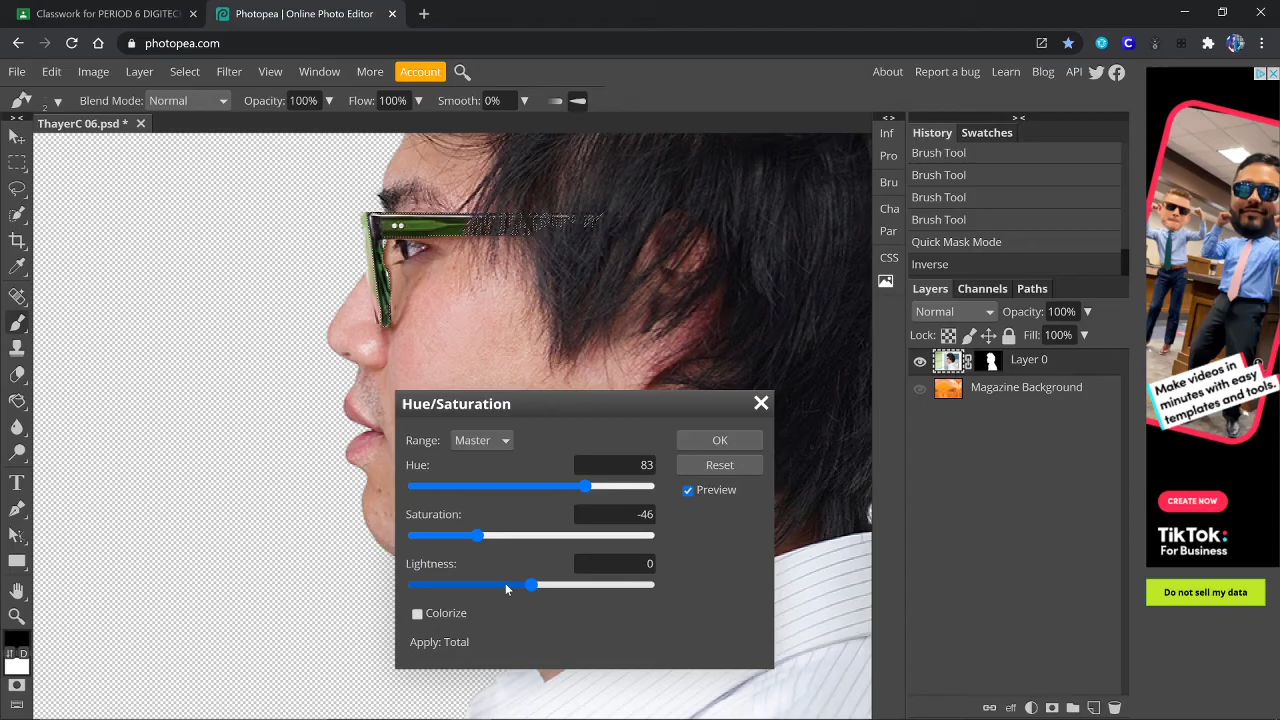 Classwork for PERIOD 6 DIGITECH
Photopea | Online Photo Editor
photopea.com
File Edit Image Layer Select Filter View Window More Account
About Report a bug Learn Blog API
2 Blend Mode: Normal Opacity: 100% Flow: 100% Smooth: 0%
ThayerC 06.psd *
Inf
Pro
Bru
Cha
Par
CSS
History Swatches
Brush Tool
Brush Tool
Brush Tool
Brush Tool
Quick Mask Mode
Inverse
Layers Channels Paths
Normal Opacity: 100%
Lock: Fill: 100%
Layer 0
Magazine Background
Hue/Saturation
Range: Master OK
Hue: 83 Reset
Preview
Saturation: -46
Lightness: 0
Colorize
Apply: Total
D
Make videos in
minutes with easy
templates and tools.
CREATE NOW
TikTok:
For Business
Do not sell my data